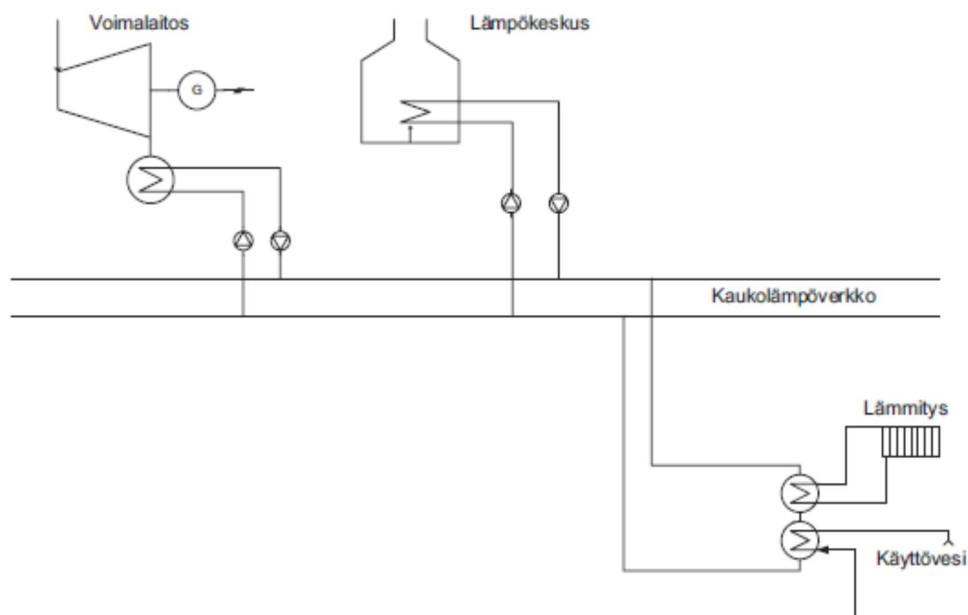 Voimalaitos
Lämpökeskus
G
Kaukolämpöverkko
Lämmitys
Käyttövesi